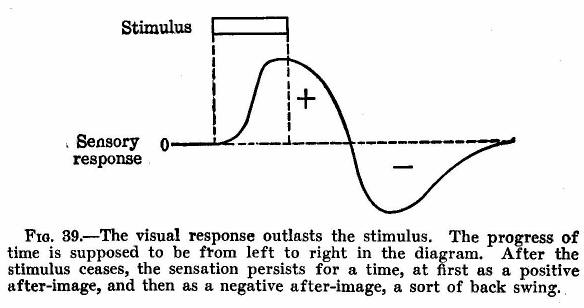 Stimulus
+
Sensory
response
0
−
Fig. 39.—The visual response outlasts the stimulus. The progress of
time is supposed to be from left to right in the diagram. After the
stimulus ceases, the sensation persists for a time, at first as a positive
after-image, and then as a negative after-image, a sort of back swing.